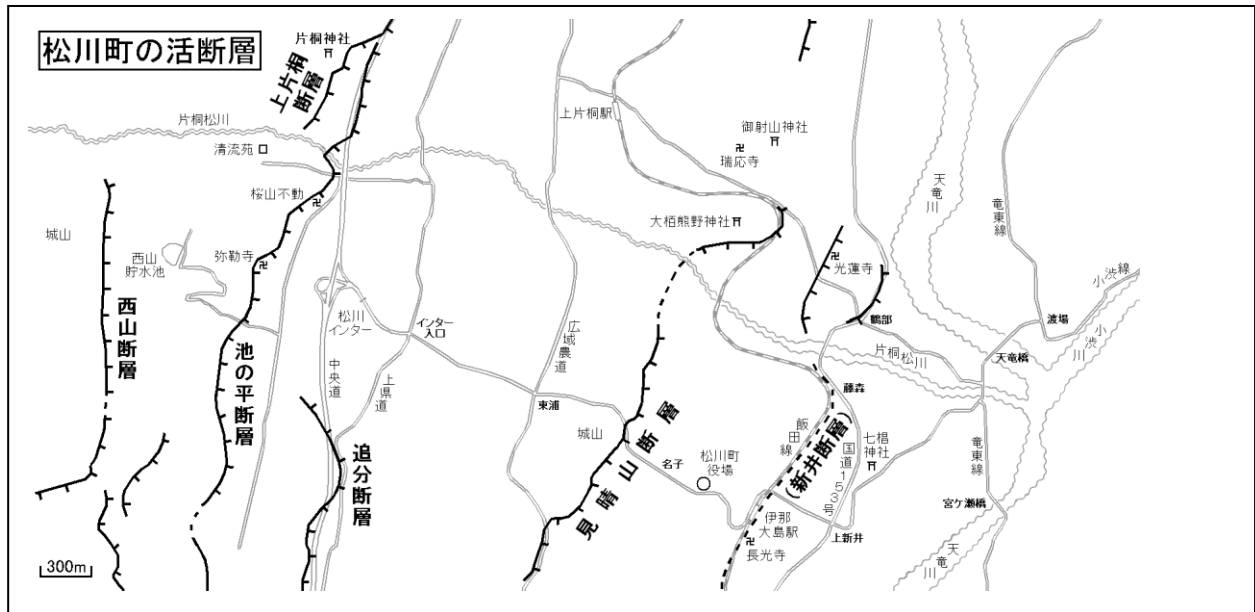 松川町の活断層
片桐神社
上片桐
断層
片桐松川
清流苑
上片桐駅
御射山神社
瑞応寺
天竜川
竜東線
桜山不動
大栢熊野神社
城山
西山
貯水池
弥勒寺
光蓮寺
小渋線
西山断層
松川
インター
インター
入口
広域農道
鶴部
渡場
小渋川
池の平断層
中央道
上県道
片桐松川
天竜橋
東浦
藤森
追分断層
城山
見晴山断層
名子
松川町
役場
飯田線
(新井断層)
国道153号
七椙
神社
竜東線
宮ケ瀬橋
伊那
大島駅
上新井
長光寺
天竜川
300m